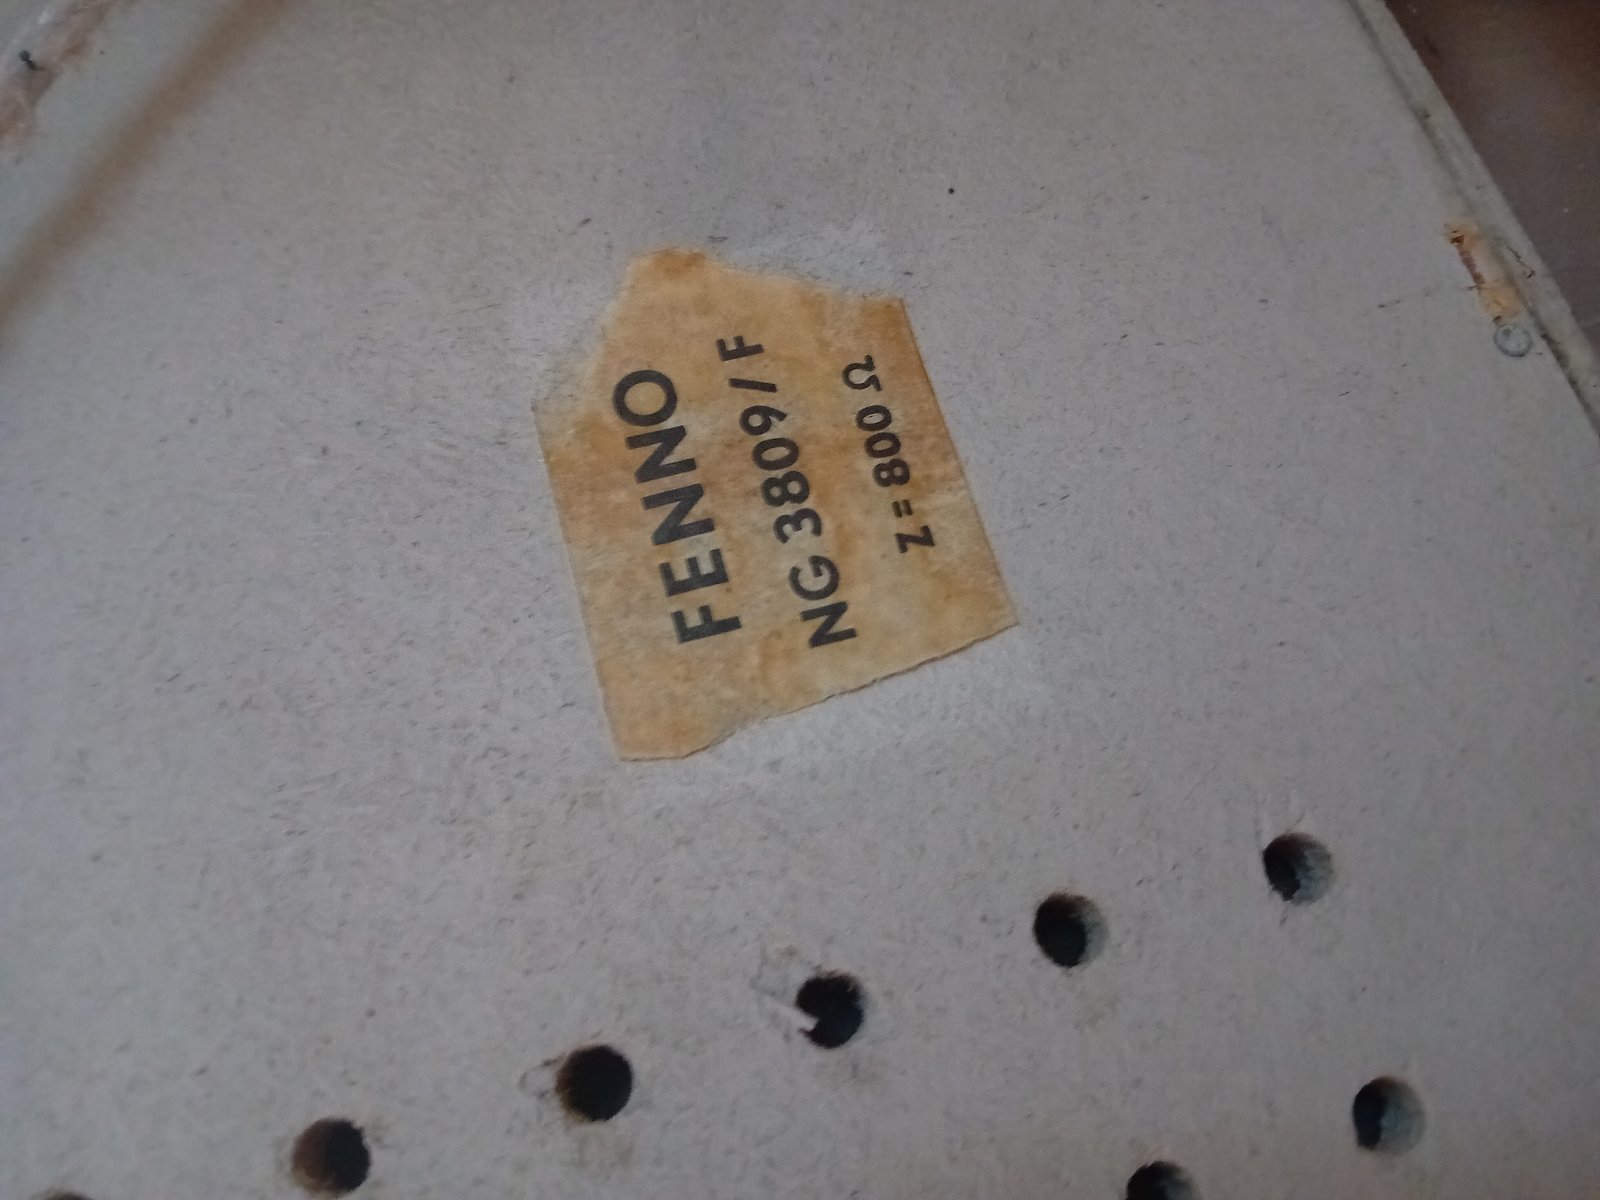 FENNO
NG 3809/F
Z = 800 Ω